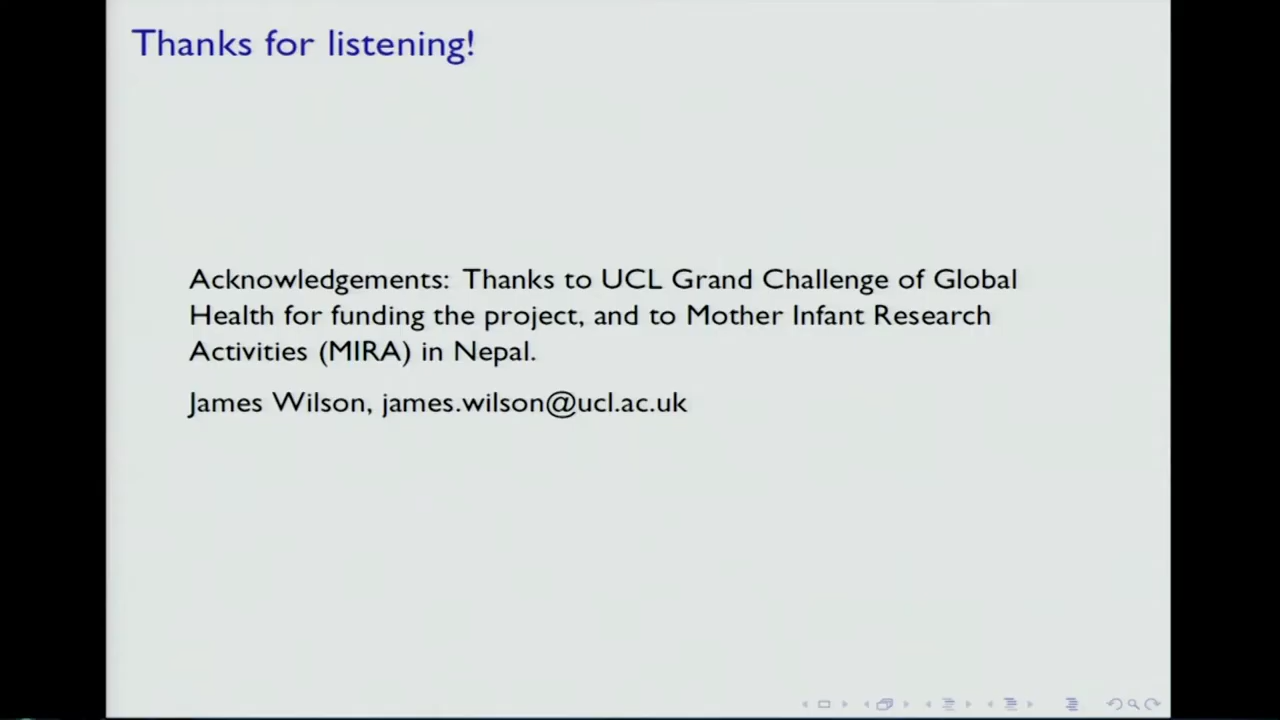 Thanks for listening!
Acknowledgements: Thanks to UCL Grand Challenge of Global
Health for funding the project, and to Mother Infant Research
Activities (MIRA) in Nepal.
James Wilson, james.wilson@ucl.ac.uk